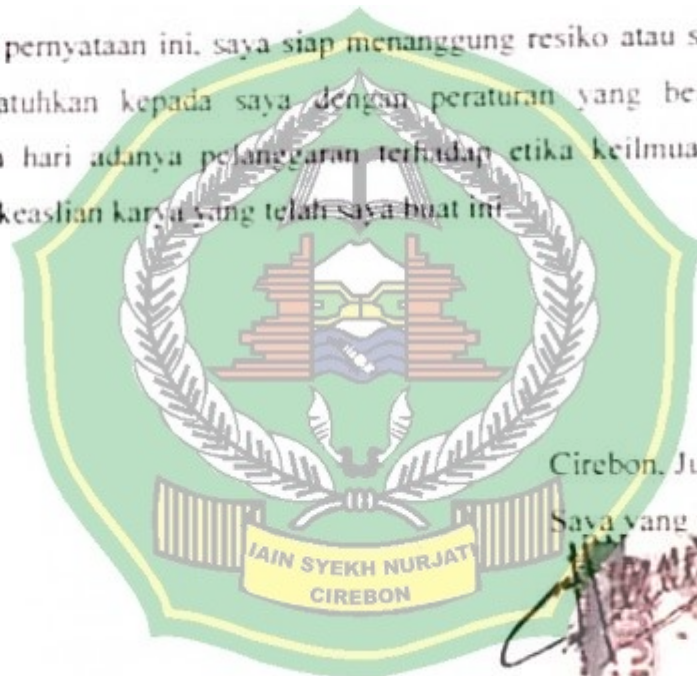 pernyataan ini, saya siap menanggung resiko atau s
atuhkan kepada saya dengan peraturan yang be
hari adanya pelanggaran terhadap etika keilmua
keaslian karya yang telah saya buat ini
Cirebon, Ju
Saya yang
IAIN SYEKH NURJATI
CIREBON